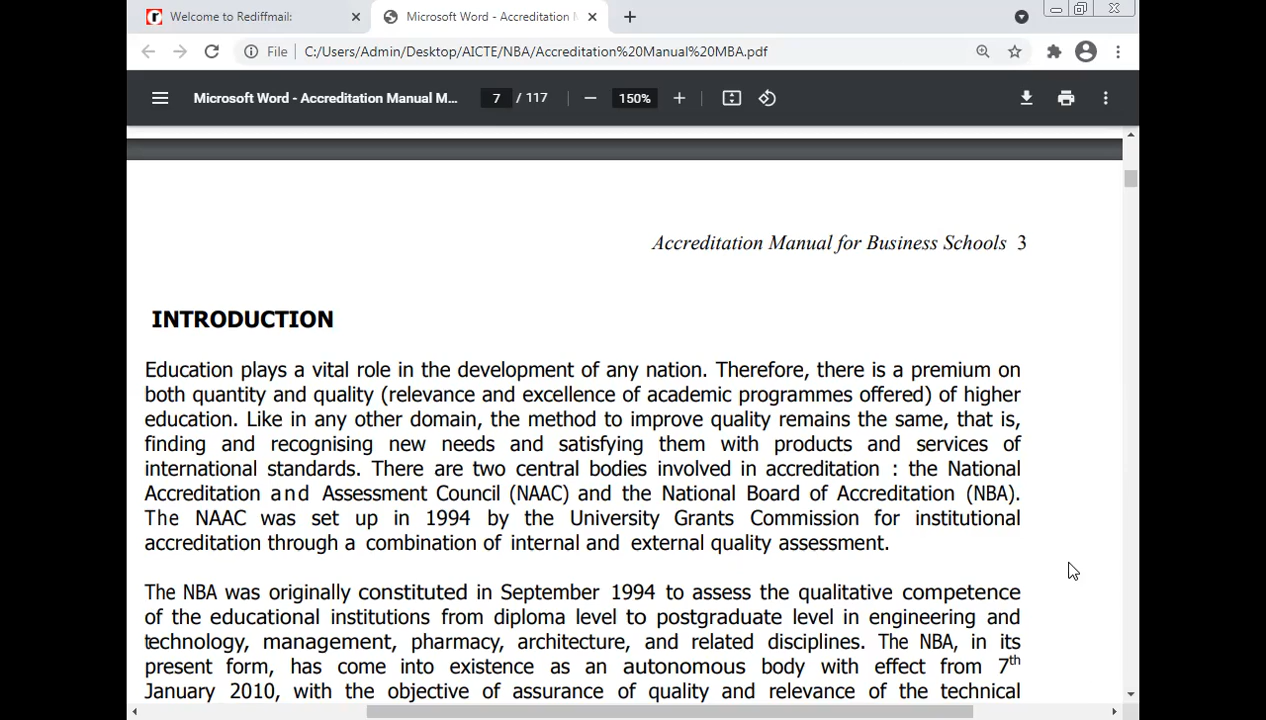 Welcome to Rediffmail:
Microsoft Word - Accreditation M
File C:/Users/Admin/Desktop/AICTE/NBA/Accreditation%20Manual%20MBA.pdf
Microsoft Word - Accreditation Manual M... 7 / 117 150%
Accreditation Manual for Business Schools 3
INTRODUCTION
Education plays a vital role in the development of any nation. Therefore, there is a premium on
both quantity and quality (relevance and excellence of academic programmes offered) of higher
education. Like in any other domain, the method to improve quality remains the same, that is,
finding and recognising new needs and satisfying them with products and services of
international standards. There are two central bodies involved in accreditation : the National
Accreditation and Assessment Council (NAAC) and the National Board of Accreditation (NBA).
The NAAC was set up in 1994 by the University Grants Commission for institutional
accreditation through a combination of internal and external quality assessment.
The NBA was originally constituted in September 1994 to assess the qualitative competence
of the educational institutions from diploma level to postgraduate level in engineering and
technology, management, pharmacy, architecture, and related disciplines. The NBA, in its
present form, has come into existence as an autonomous body with effect from 7th
January 2010, with the objective of assurance of quality and relevance of the technical